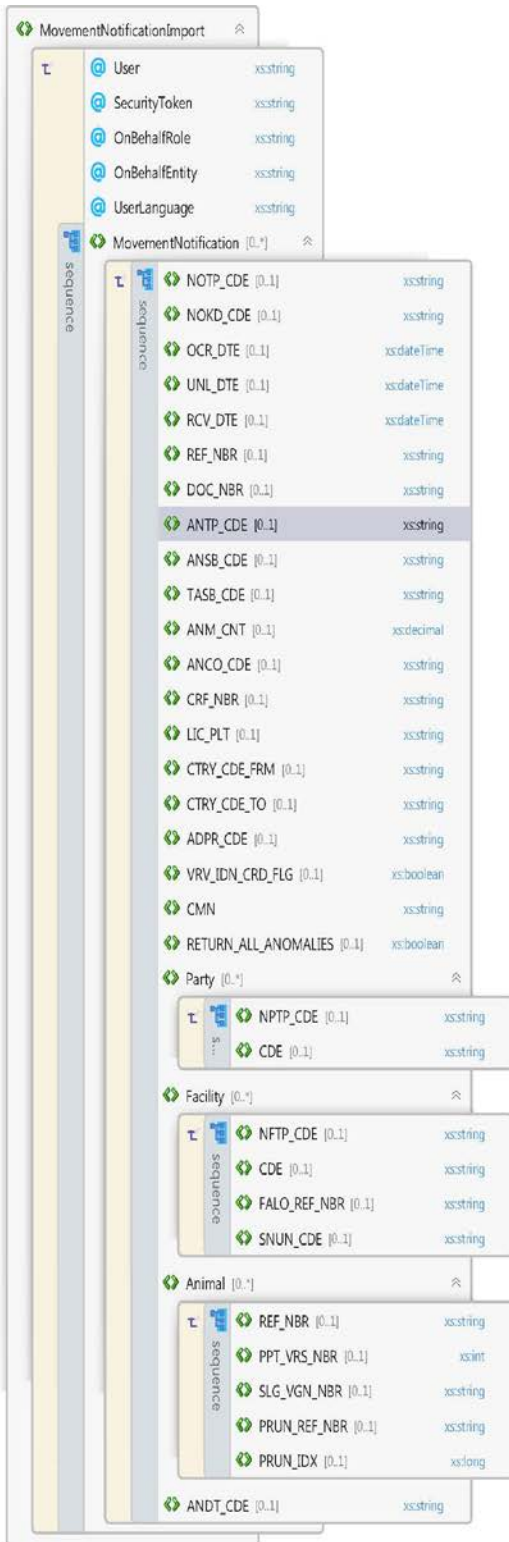 MovementNotificationImport
User xs:string
SecurityToken xs:string
OnBehalfRole xs:string
OnBehalfEntity xs:string
UserLanguage xs:string
sequence
MovementNotification [0..*]
sequence
NOTP_CDE [0..1] xs:string
NOKD_CDE [0..1] xs:string
OCR_DTE [0..1] xs:dateTime
UNL_DTE [0..1] xs:dateTime
RCV_DTE [0..1] xs:dateTime
REF_NBR [0..1] xs:string
DOC_NBR [0..1] xs:string
ANTP_CDE [0..1] xs:string
ANSB_CDE [0..1] xs:string
TASB_CDE [0..1] xs:string
ANM_CNT [0..1] xs:decimal
ANCO_CDE [0..1] xs:string
CRF_NBR [0..1] xs:string
LIC_PLT [0..1] xs:string
CTRY_CDE_FRM [0..1] xs:string
CTRY_CDE_TO [0..1] xs:string
ADPR_CDE [0..1] xs:string
VRV_IDN_CRD_FLG [0..1] xs:boolean
CMN xs:string
RETURN_ALL_ANOMALIES [0..1] xs:boolean
Party [0..*]
s...
NPTP_CDE [0..1] xs:string
CDE [0..1] xs:string
Facility [0..*]
sequence
NFTP_CDE [0..1] xs:string
CDE [0..1] xs:string
FALO_REF_NBR [0..1] xs:string
SNUN_CDE [0..1] xs:string
Animal [0..*]
sequence
REF_NBR [0..1] xs:string
PPT_VRS_NBR [0..1] xs:int
SLG_VGN_NBR [0..1] xs:string
PRUN_REF_NBR [0..1] xs:string
PRUN_IDX [0..1] xs:long
ANDT_CDE [0..1] xs:string